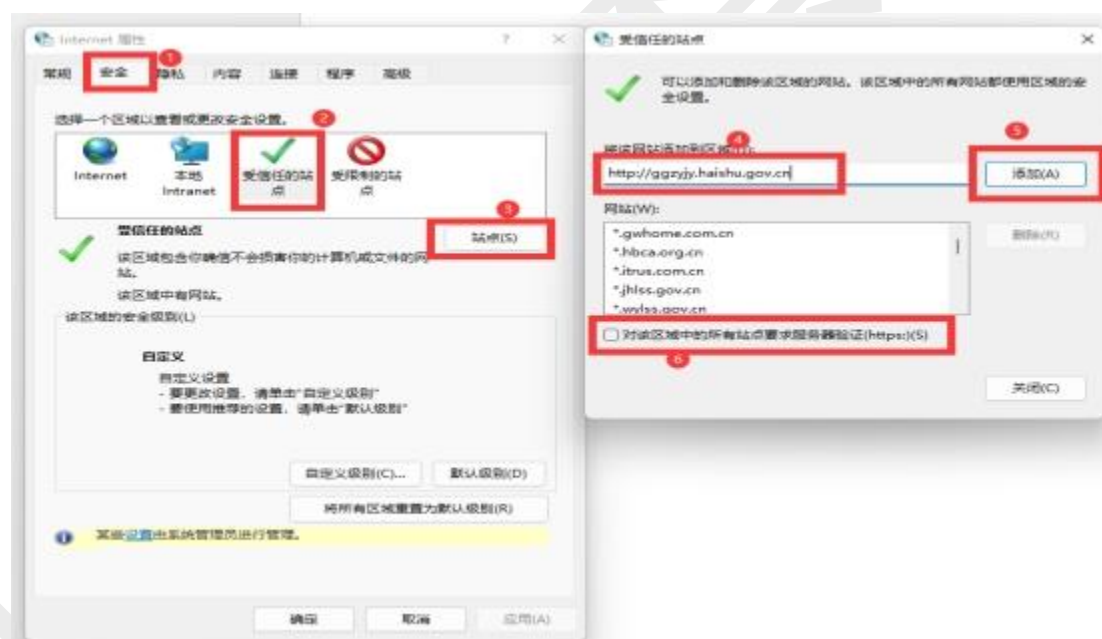 Internet 属性
?
×
1
常规 安全 隐私 内容 连接 程序 高级
选择一个区域以查看或更改安全设置。
2
Internet
本地
Intranet
受信任的站
点
受限制的站
点
3
受信任的站点
站点(S)
该区域包含你确信不会损害你的计算机或文件的网
站。
该区域中有网站。
该区域的安全级别(L)
自定义
自定义设置
- 要更改设置，请单击"自定义级别"
- 要使用推荐的设置，请单击"默认级别"
自定义级别(C)...
默认级别(D)
将所有区域重置为默认级别(R)
某些设置由系统管理员进行管理。
确定
取消
应用(A)
受信任的站点
×
可以添加和删除该区域的网站。该区域中的所有网站都使用区域的安
全设置。
4
5
将该网站添加到区域(D):
http://ggzyjy.haishu.gov.cn
添加(A)
网站(W):
*.gwhome.com.cn
*.hbca.org.cn
*.itrus.com.cn
*.jhlss.gov.cn
*.wylss.gov.cn
删除(R)
对该区域中的所有站点要求服务器验证(https:)(S)
6
关闭(C)